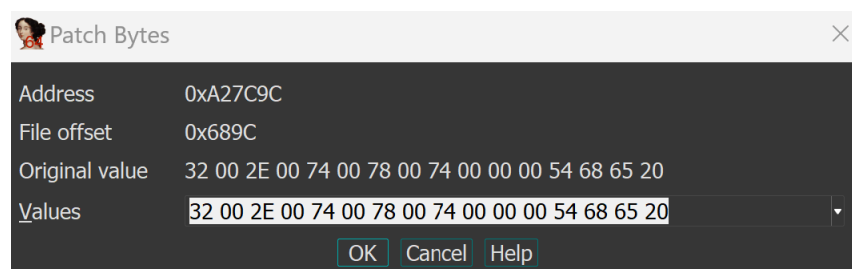 64
Patch Bytes
Address 0xA27C9C
File offset 0x689C
Original value 32 00 2E 00 74 00 78 00 74 00 00 00 54 68 65 20
Values 32 00 2E 00 74 00 78 00 74 00 00 00 54 68 65 20
OK Cancel Help